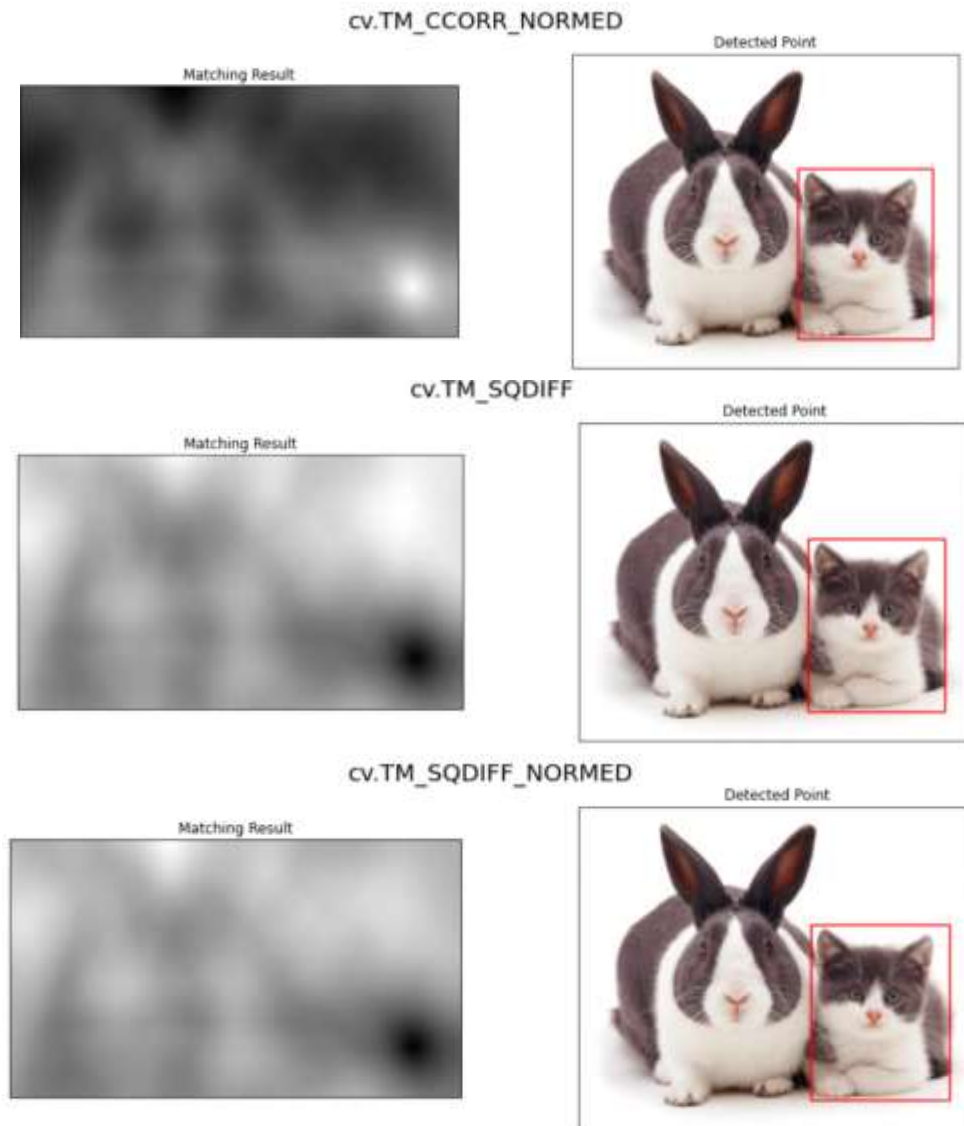 cv.TM_CCORR_NORMED
Matching Result
Detected Point
cv.TM_SQDIFF
Matching Result
Detected Point
cv.TM_SQDIFF_NORMED
Matching Result
Detected Point